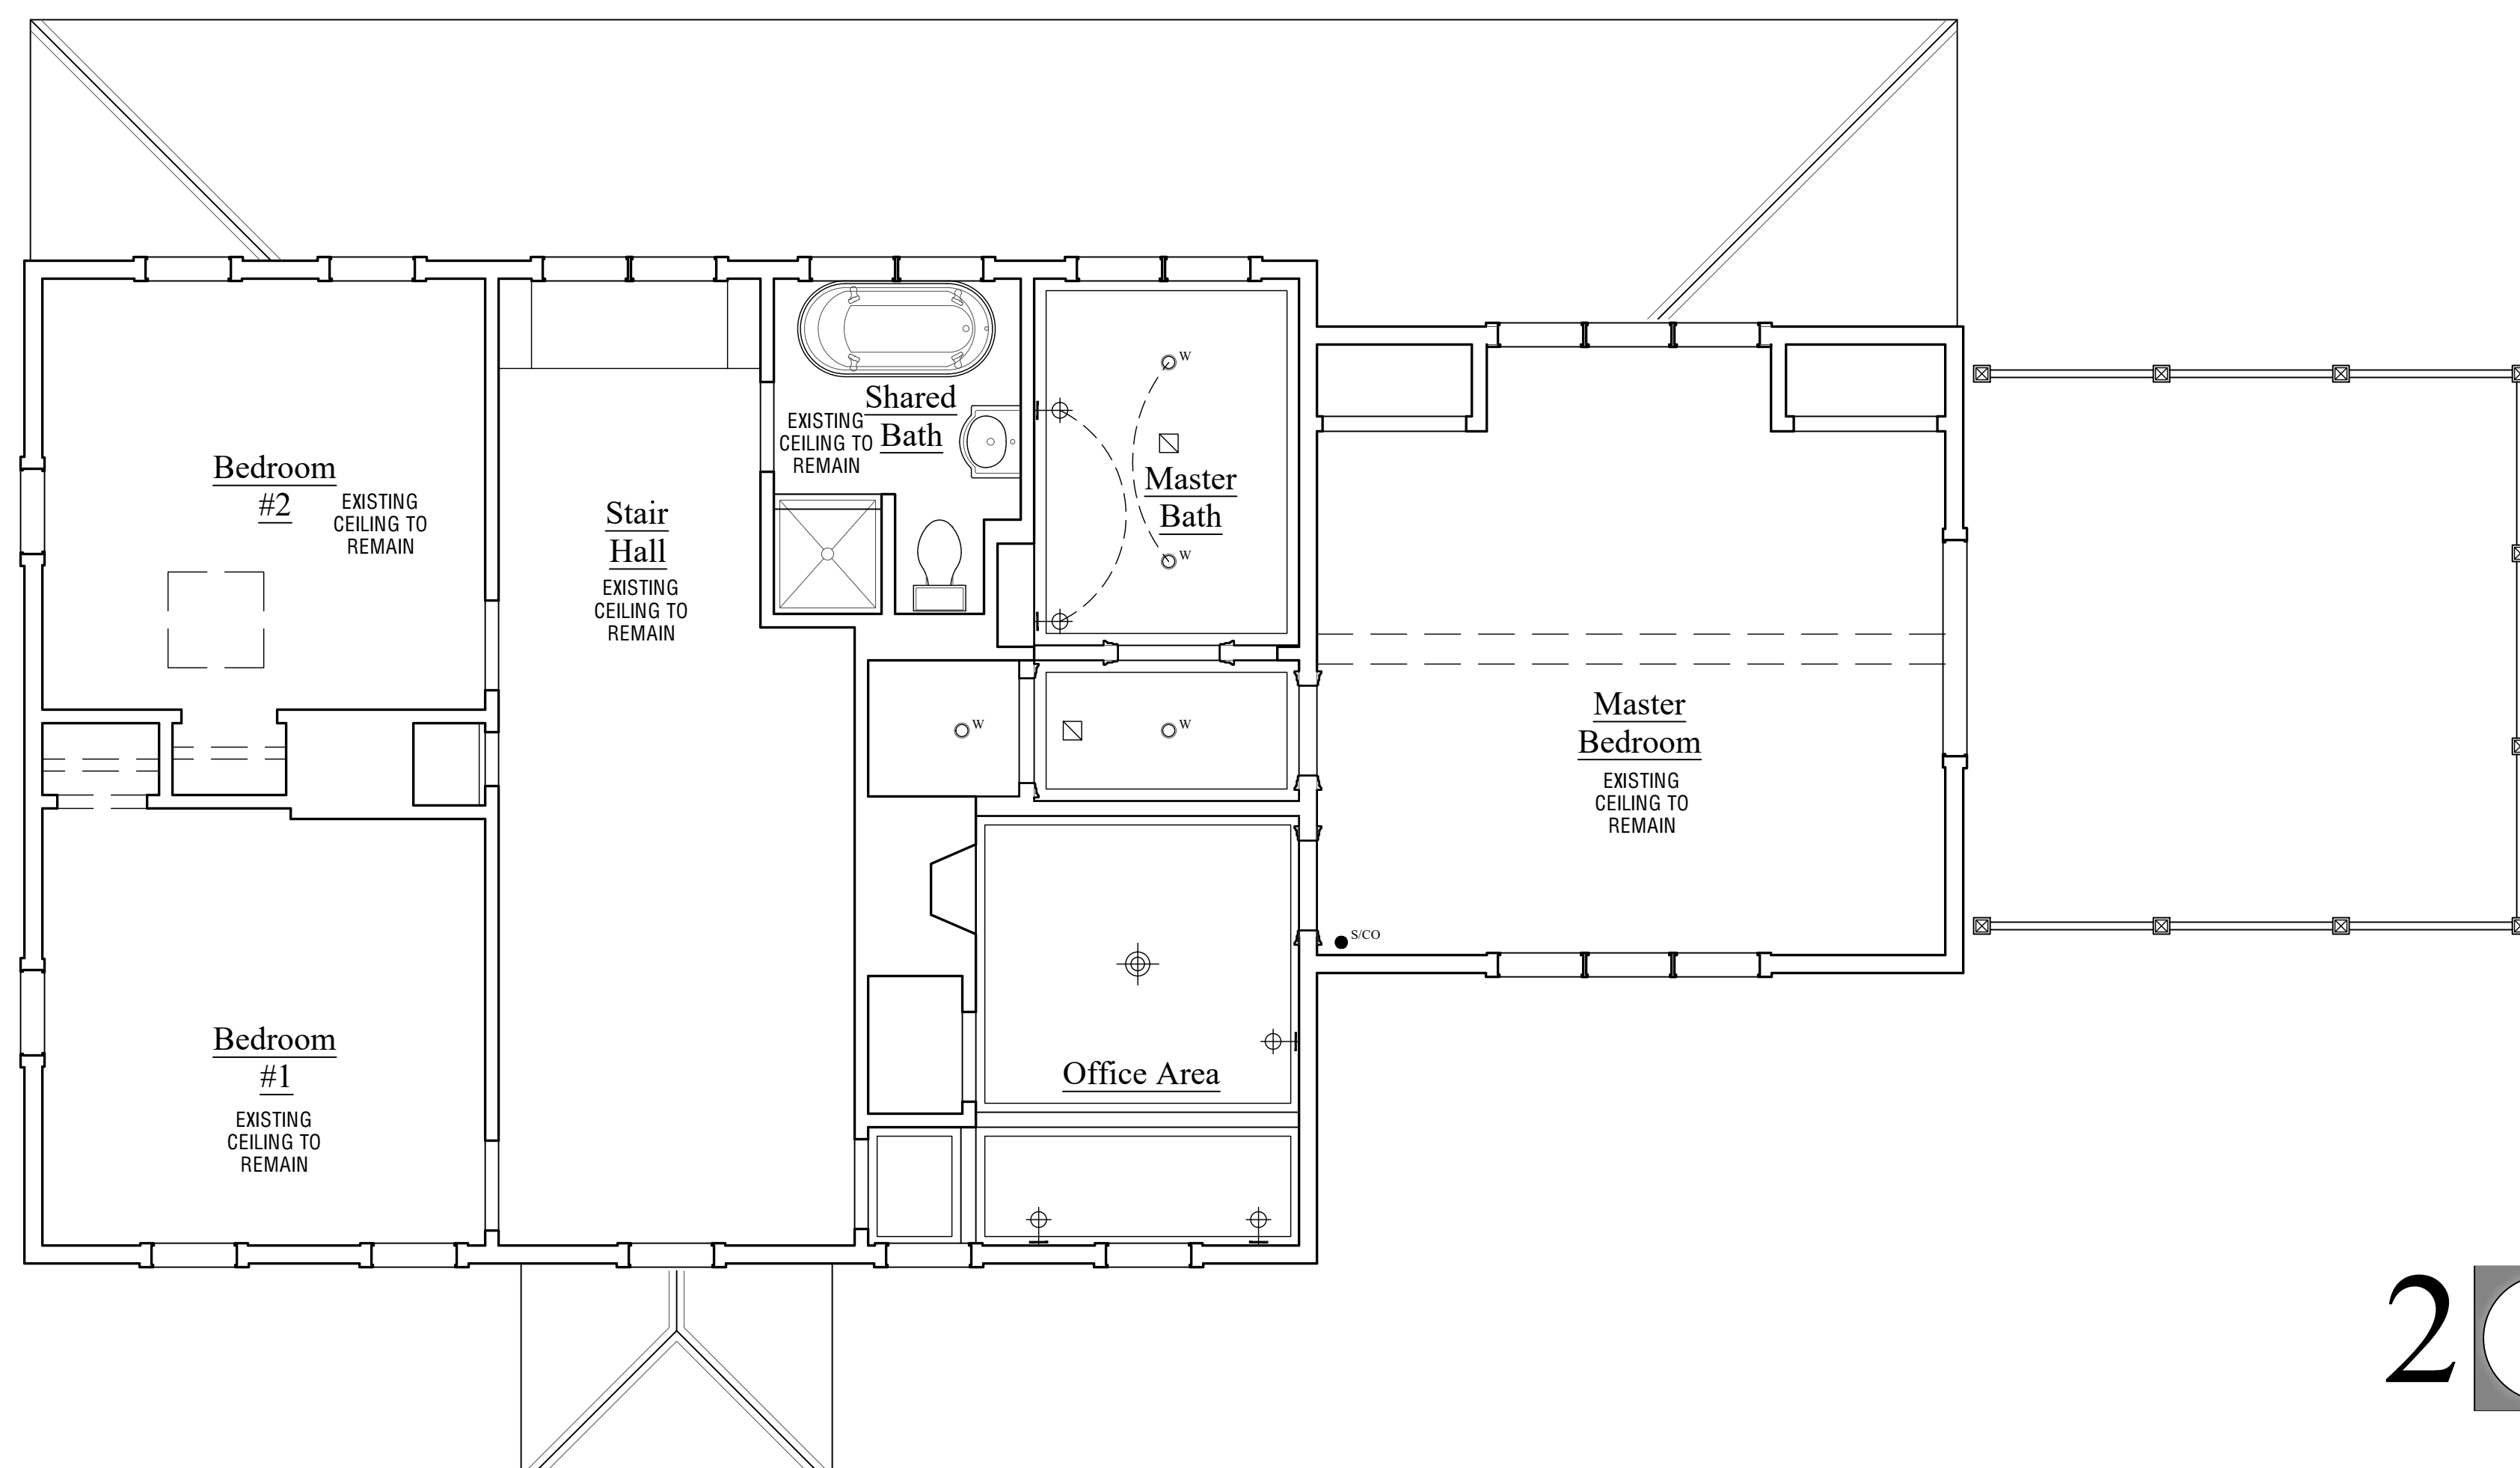 Shared
Bath
EXISTING
CEILING TO
REMAIN
W
Master
Bath
W
Bedroom
#2
EXISTING
CEILING TO
REMAIN
Stair
Hall
EXISTING
CEILING TO
REMAIN
W
W
Master
Bedroom
EXISTING
CEILING TO
REMAIN
S/CO
Bedroom
#1
EXISTING
CEILING TO
REMAIN
Office Area
2